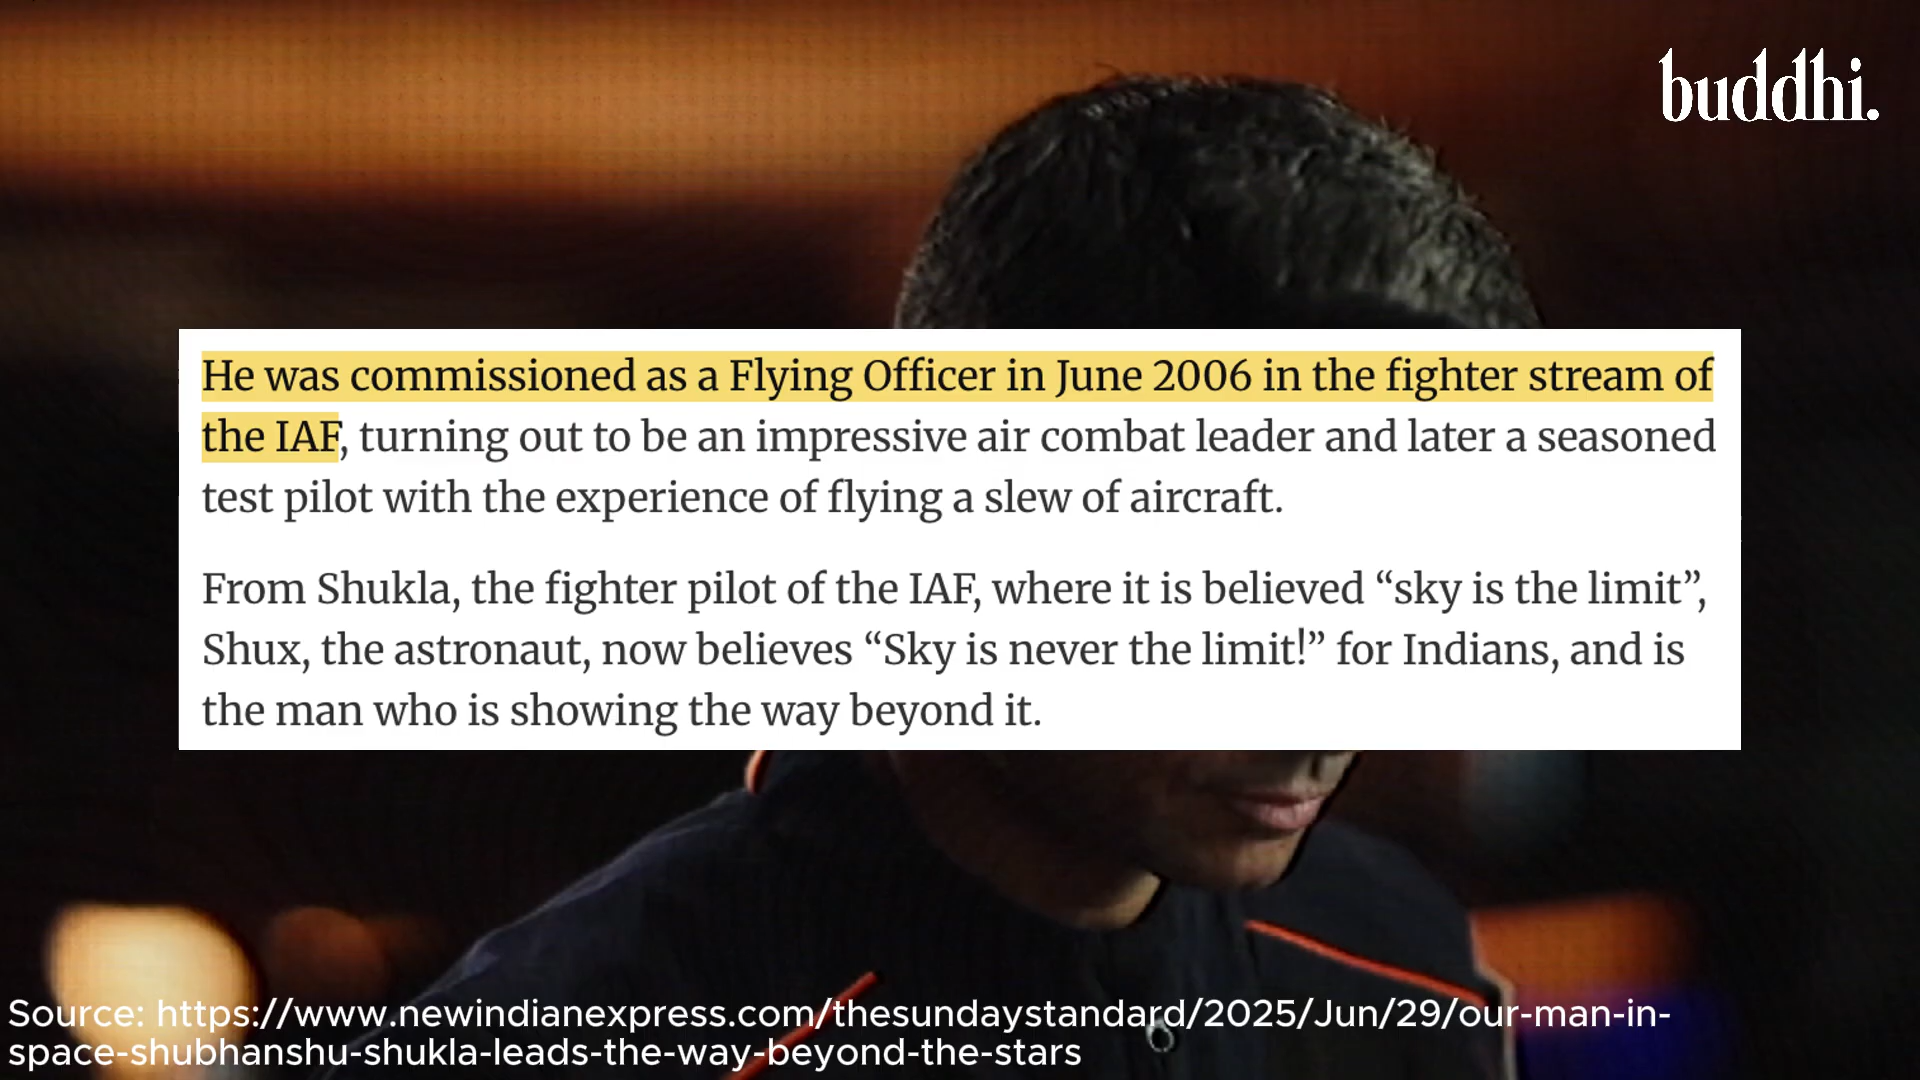 buddhi.
He was commissioned as a Flying Officer in June 2006 in the fighter stream of
the IAF, turning out to be an impressive air combat leader and later a seasoned
test pilot with the experience of flying a slew of aircraft.
From Shukla, the fighter pilot of the IAF, where it is believed “sky is the limit”,
Shux, the astronaut, now believes “Sky is never the limit!” for Indians, and is
the man who is showing the way beyond it.
Source: https://www.newindianexpress.com/thesundaystandard/2025/Jun/29/our-man-in-
space-shubhanshu-shukla-leads-the-way-beyond-the-stars